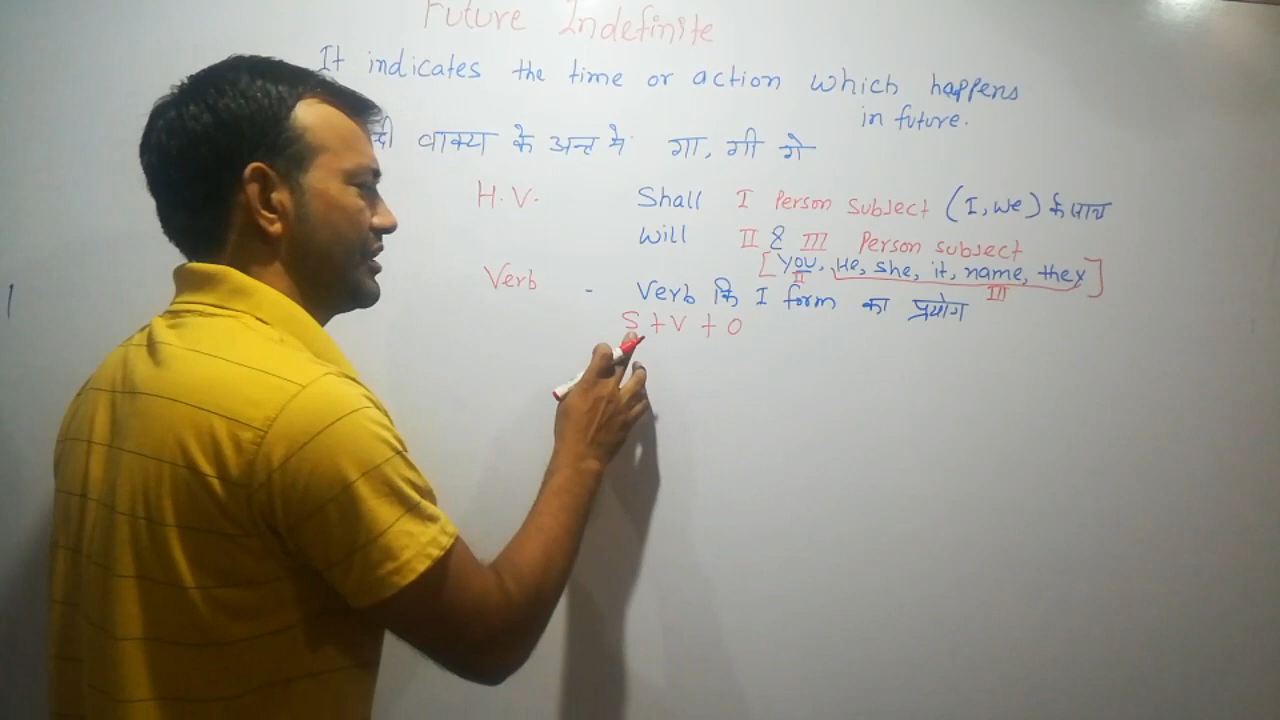 Future Indefinite
It indicates the time or action which happens
in future.
वाक्य के अन्त मे गा, गी गे
H.V. Shall I Person Subject (I, we) के साथ
Will II & III Person subject
[You, He, she, it, name, they]
II III
Verb - Verb कि I form का प्रयोग
S + V + O